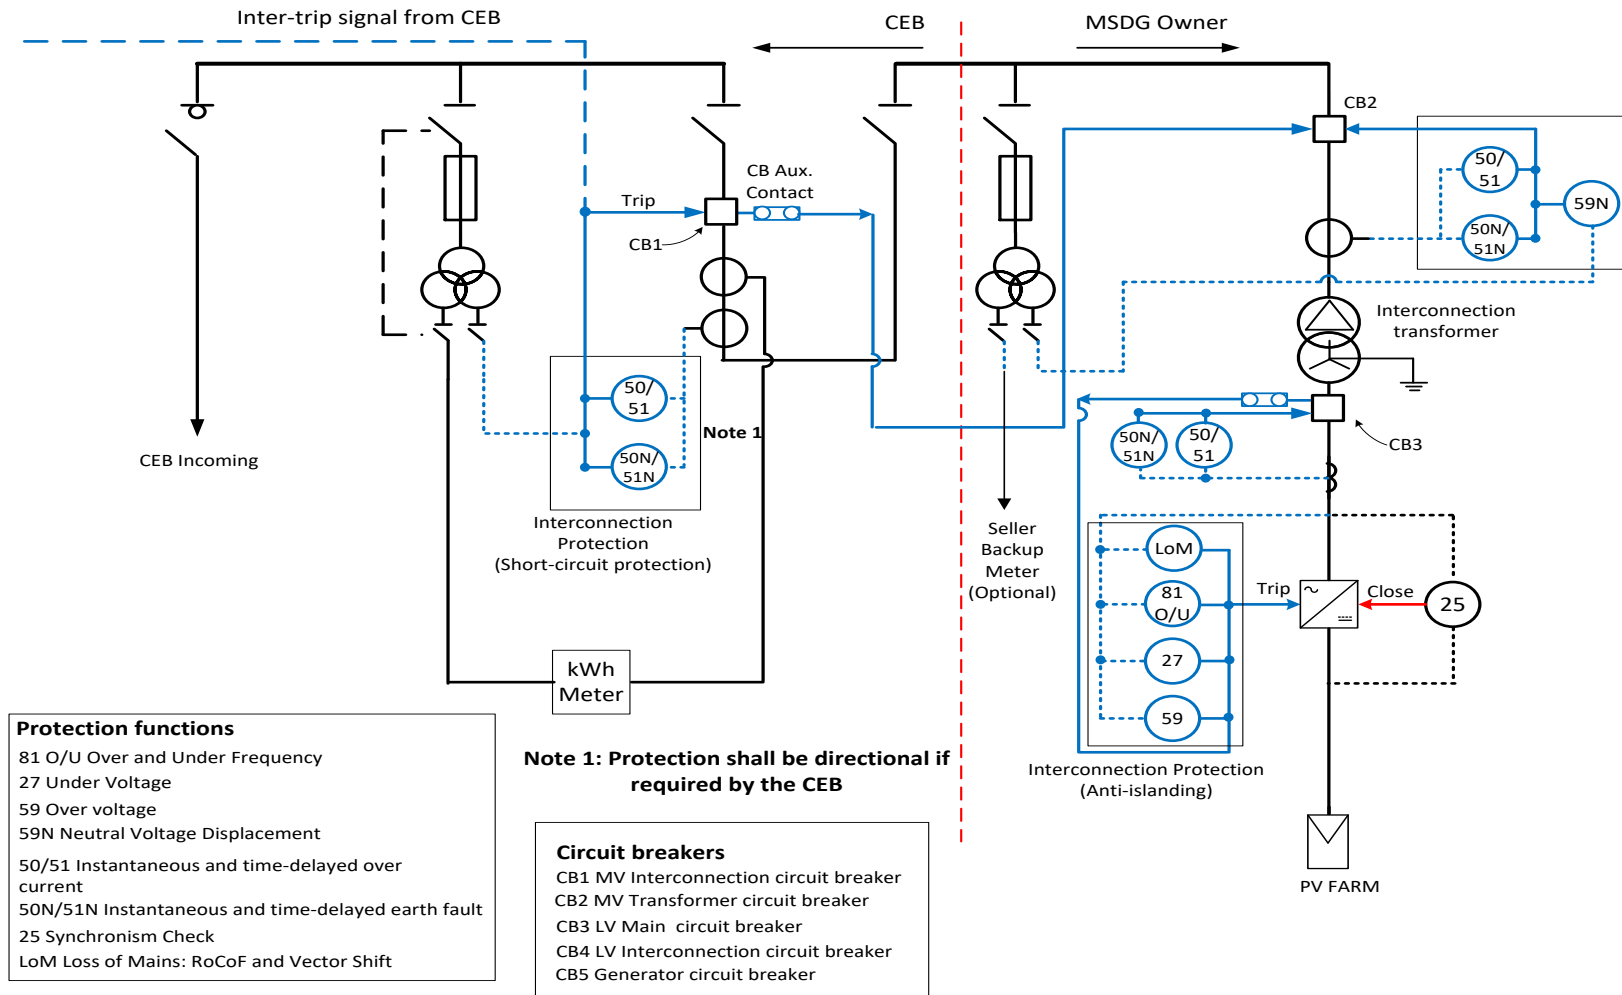 Inter-trip signal from CEB
CEB
MSDG Owner
CB2
50/
51
59N
50N/
51N
CB Aux.
Contact
Trip
CB1
Interconnection
transformer
50/
51
Note 1
50N/
51N
CB3
50N/
51N
50/
51
CEB Incoming
Interconnection
Protection
(Short-circuit protection)
Seller
Backup
Meter
(Optional)
LoM
81
O/U
27
59
Trip
Close
25
Interconnection Protection
(Anti-islanding)
kWh
Meter
PV FARM
Protection functions
81 O/U Over and Under Frequency
27 Under Voltage
59 Over voltage
59N Neutral Voltage Displacement
50/51 Instantaneous and time-delayed over
current
50N/51N Instantaneous and time-delayed earth fault
25 Synchronism Check
LoM Loss of Mains: RoCoF and Vector Shift
Note 1: Protection shall be directional if
required by the CEB
Circuit breakers
CB1 MV Interconnection circuit breaker
CB2 MV Transformer circuit breaker
CB3 LV Main circuit breaker
CB4 LV Interconnection circuit breaker
CB5 Generator circuit breaker